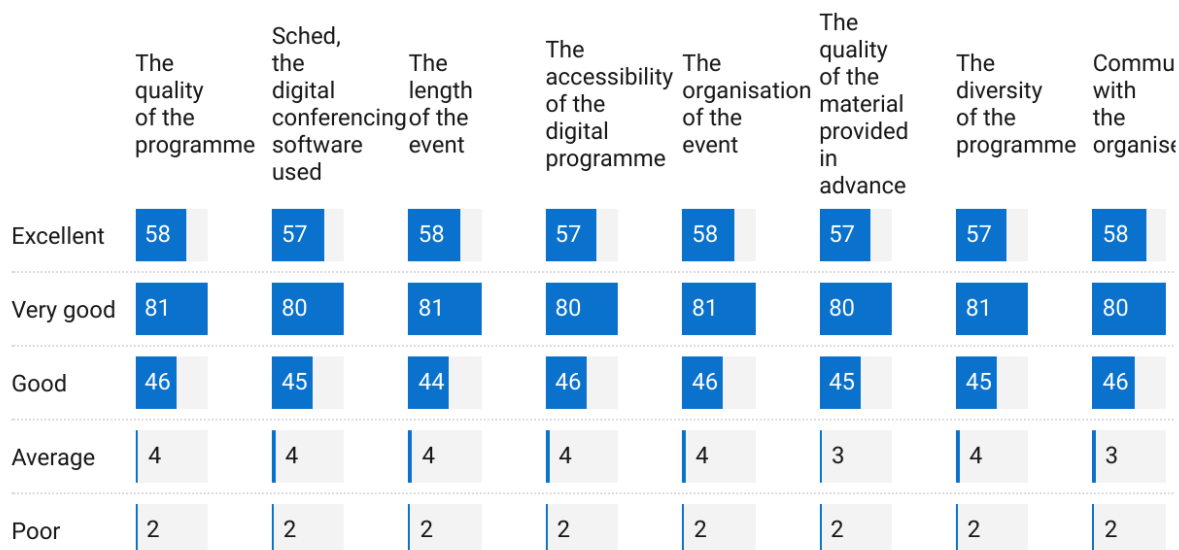 The
quality
of the
programme
Sched,
the
digital
conferencing
software
used
The
length
of the
event
The
accessibility
of the
digital
programme
The
organisation
of the
event
The
quality
of the
material
provided
in
advance
The
diversity
of the
programme
Commu
with
the
organise
Excellent 58 57 58 57 58 57 57 58
Very good 81 80 81 80 81 80 81 80
Good 46 45 44 46 46 45 45 46
Average 4 4 4 4 4 3 4 3
Poor 2 2 2 2 2 2 2 2